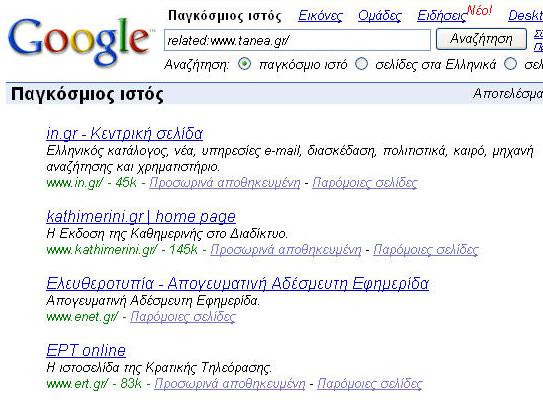 Google™
Παγκόσμιος ιστός Εικόνες Ομάδες Ειδήσεις Νέο! Deskt
related:www.tanea.gr/ Αναζήτηση
Αναζήτηση: παγκόσμιο ιστό σελίδες στα Ελληνικά σελ
Παγκόσμιος ιστός Αποτελέσμα
in.gr - Κεντρική σελίδα
Ελληνικός κατάλογος, νέα, υπηρεσίες e-mail, διασκέδαση, πολιτιστικά, καιρό, μηχανή
αναζήτησης και χρηματιστήριο.
www.in.gr/ - 45k - Προσωρινά αποθηκευμένη - Παρόμοιες σελίδες
kathimerini.gr | home page
Η Εκδοση της Καθημερινής στο Διαδίκτυο.
www.kathimerini.gr/ - 145k - Προσωρινά αποθηκευμένη - Παρόμοιες σελίδες
Ελευθεροτυπία - Απογευματινή Αδέσμευτη Εφημερίδα
Απογευματινή Αδέσμευτη Εφημερίδα.
www.enet.gr/ - Παρόμοιες σελίδες
ΕΡΤ online
Η ιστοσελίδα της Κρατικής Τηλεόρασης.
www.ert.gr/ - 83k - Προσωρινά αποθηκευμένη - Παρόμοιες σελίδες